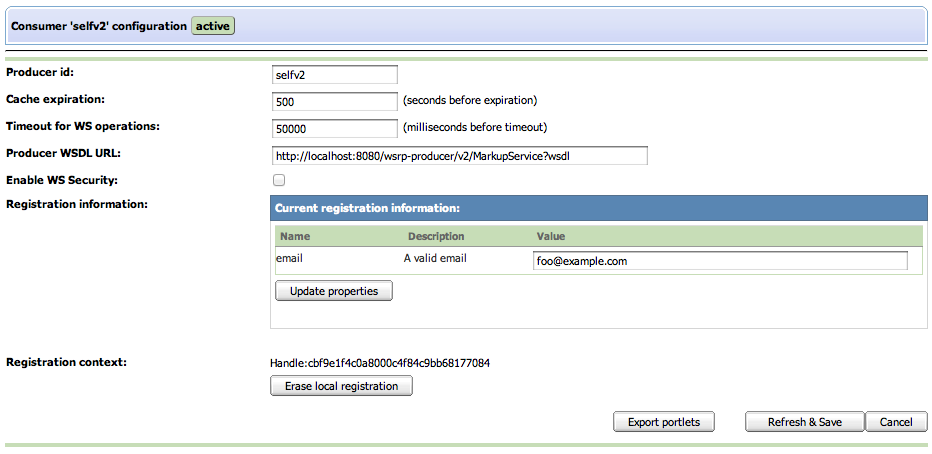 Consumer 'selfv2' configuration active
Producer id: selfv2
Cache expiration: 500 (seconds before expiration)
Timeout for WS operations: 50000 (milliseconds before timeout)
Producer WSDL URL: http://localhost:8080/wsrp-producer/v2/MarkupService?wsdl
Enable WS Security:
Registration information: Current registration information:
Name Description Value
email A valid email foo@example.com
Update properties
Registration context: Handle:cbf9e1f4c0a8000c4f84c9bb68177084
Erase local registration
Export portlets Refresh & Save Cancel